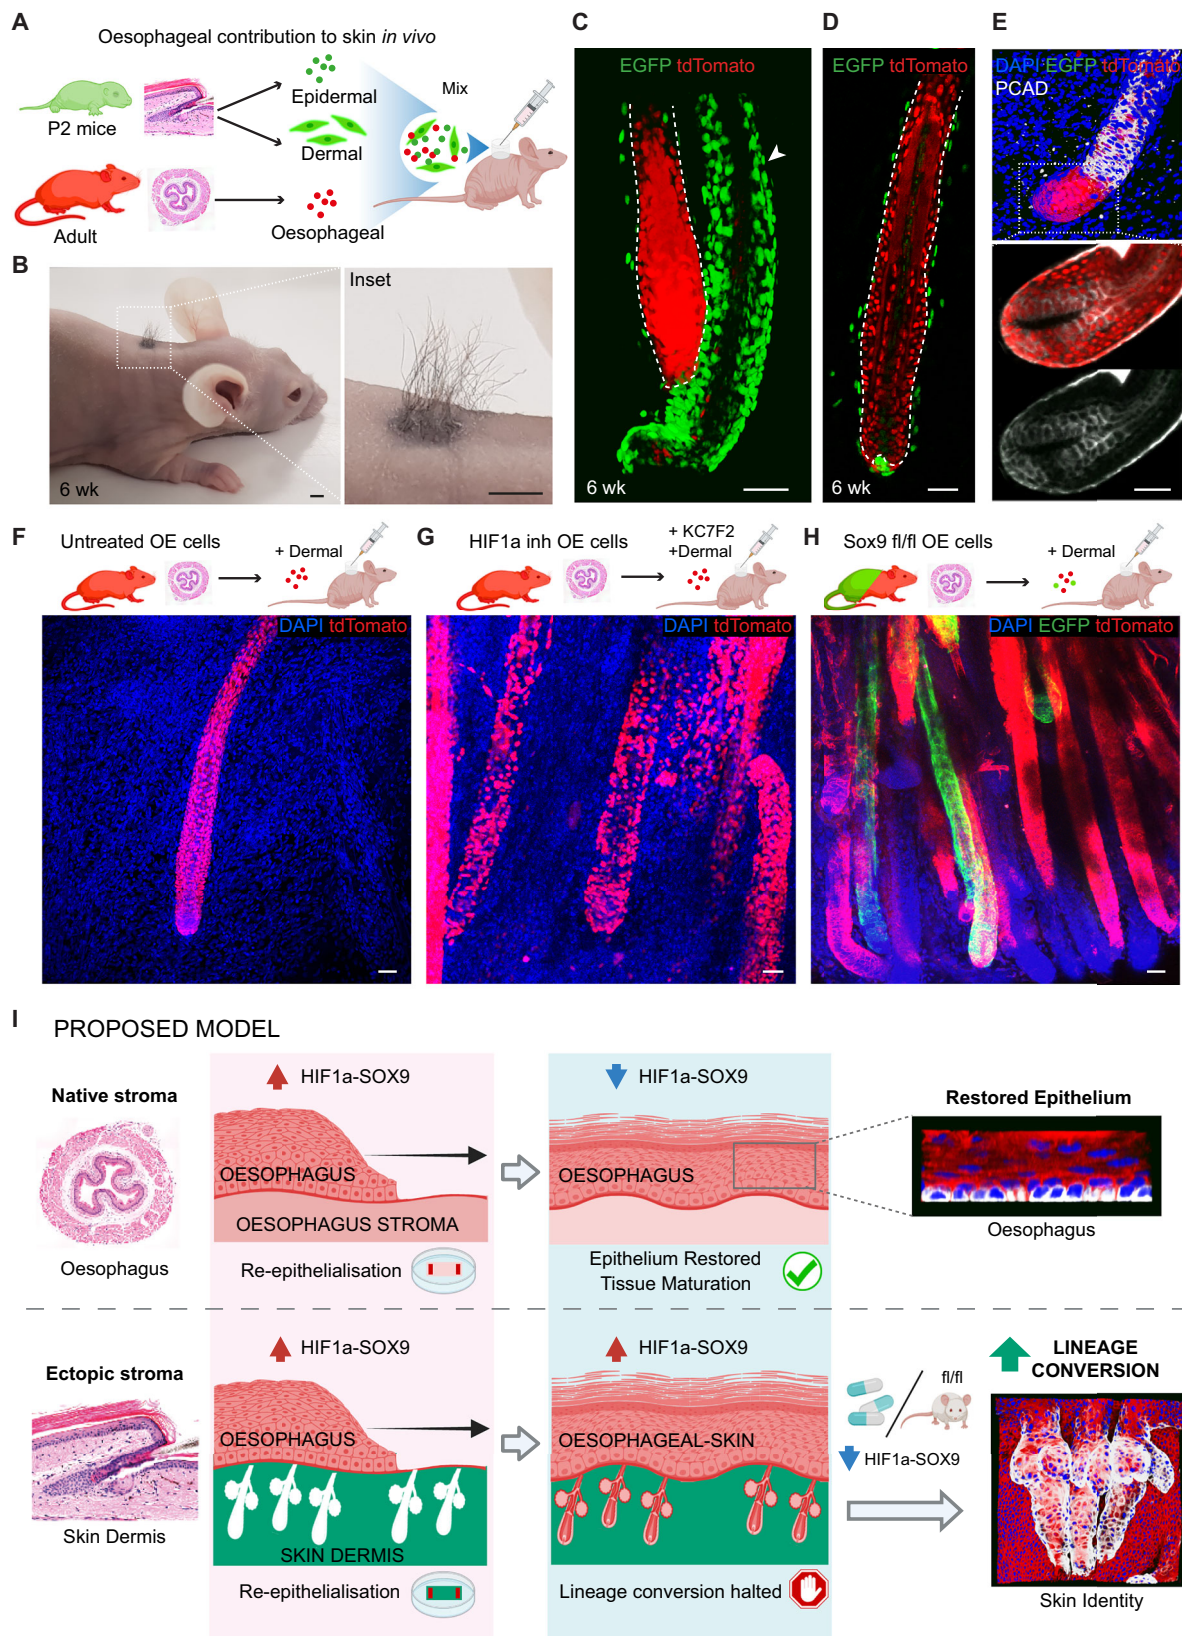 A
Oesophageal contribution to skin in vivo
P2 mice
Epidermal
Dermal
Mix
Adult
Oesophageal
B
Inset
6 wk
C
EGFP tdTomato
6 wk
D
EGFP tdTomato
E
DAPI EGFP tdTomato
PCAD
F
Untreated OE cells
+ Dermal
DAPI tdTomato
G
HIF1a inh OE cells
+ KC7F2
+Dermal
DAPI tdTomato
H
Sox9 fl/fl OE cells
+ Dermal
DAPI EGFP tdTomato
I
PROPOSED MODEL
Native stroma
Oesophagus
HIF1a-SOX9
OESOPHAGUS
OESOPHAGUS STROMA
Re-epithelialisation
HIF1a-SOX9
OESOPHAGUS
Epithelium Restored
Tissue Maturation
Restored Epithelium
Oesophagus
Ectopic stroma
Skin Dermis
HIF1a-SOX9
OESOPHAGUS
SKIN DERMIS
Re-epithelialisation
HIF1a-SOX9
OESOPHAGEAL-SKIN
Lineage conversion halted
fl/fl
HIF1a-SOX9
LINEAGE
CONVERSION
Skin Identity